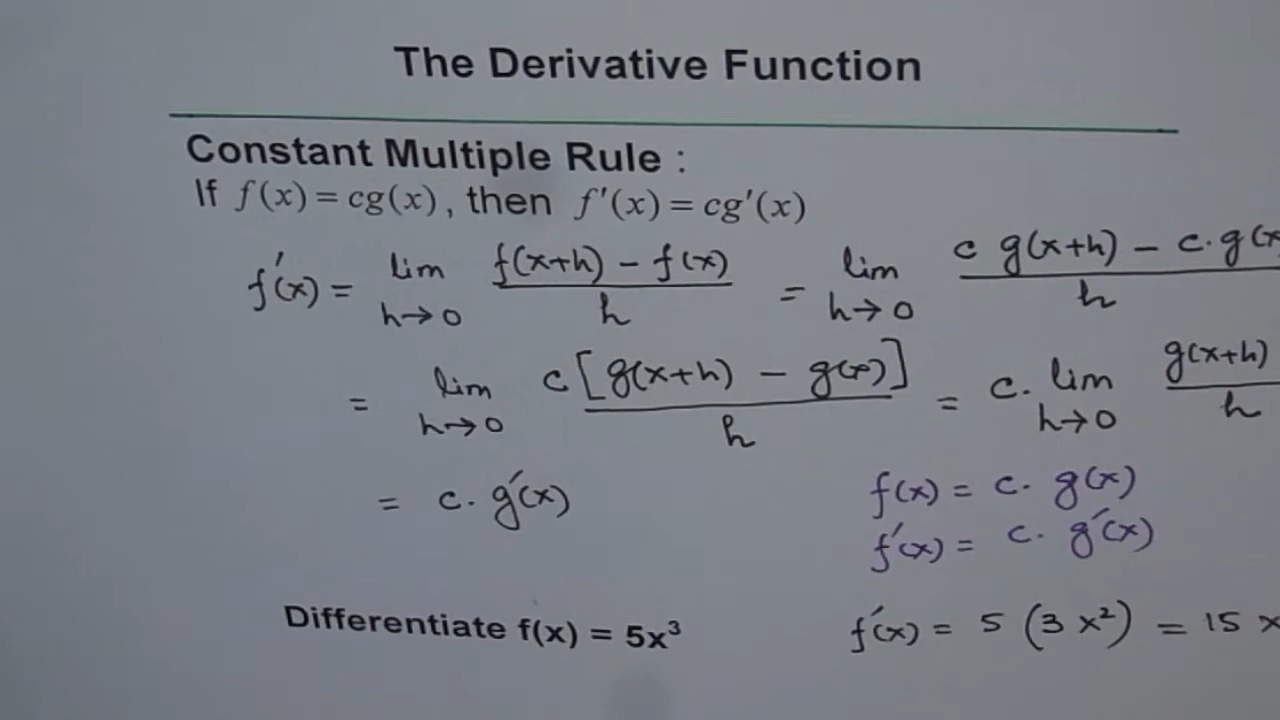 The Derivative Function
Constant Multiple Rule :
If f(x) = cg(x), then f'(x) = cg'(x)
f'(x) = lim h→0 f(x+h) − f(x) / h = lim h→0 c g(x+h) − c. g(x / h
= lim h→0 c [g(x+h) − g(x)] / h = c. lim h→0 g(x+h) / h
= c. g'(x)
f(x) = c. g(x)
f'(x) = c. g'(x)
Differentiate f(x) = 5x³
f'(x) = 5 (3x²) = 15 x